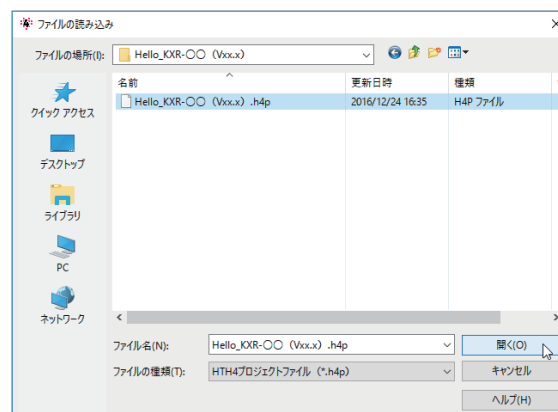 ファイルの読み込み
ファイルの場所(I): Hello_KXR-〇〇 (Vxx.x)
名前 更新日時 種類
Hello_KXR-〇〇 (Vxx.x) .h4p 2016/12/24 16:35 H4P ファイル
クイック アクセス
デスクトップ
ライブラリ
PC
ネットワーク
ファイル名(N): Hello_KXR-〇〇 (Vxx.x) .h4p 開く(O)
ファイルの種類(T): HTH4プロジェクトファイル (*.h4p) キャンセル
ヘルプ(H)